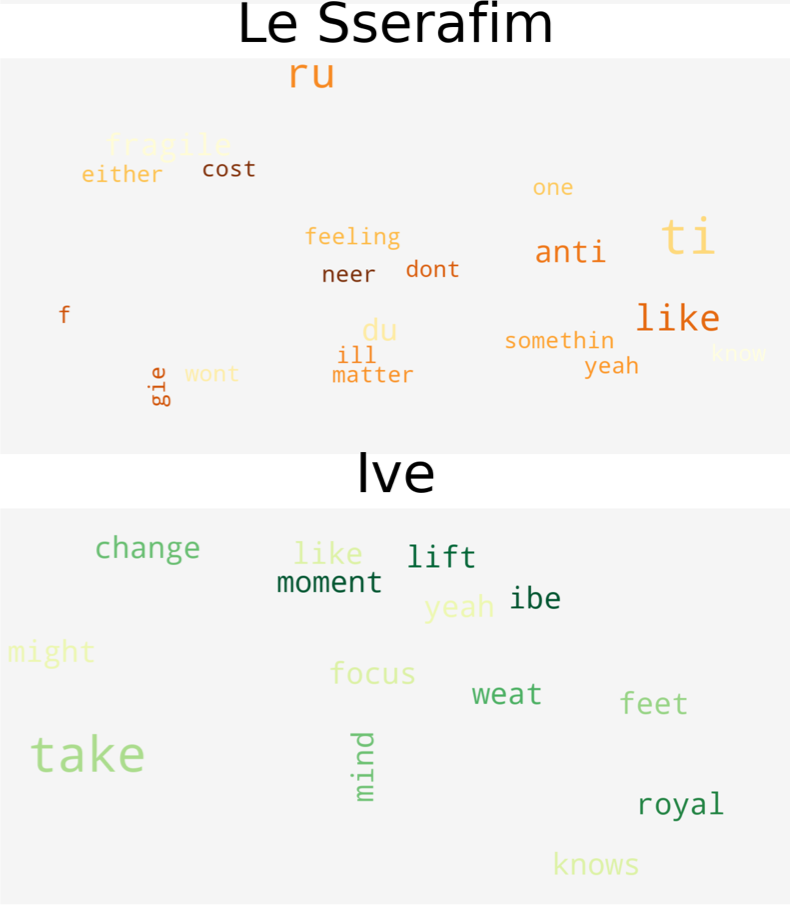 Le Sserafim
ru
fragile
either cost
one
feeling
anti
ti
neer dont
f
like
du
somethin
know
ill
yeah
matter
gie
wont
Ive
change
like
lift
moment
ibe
yeah
might
focus
weat
feet
take
mind
royal
knows